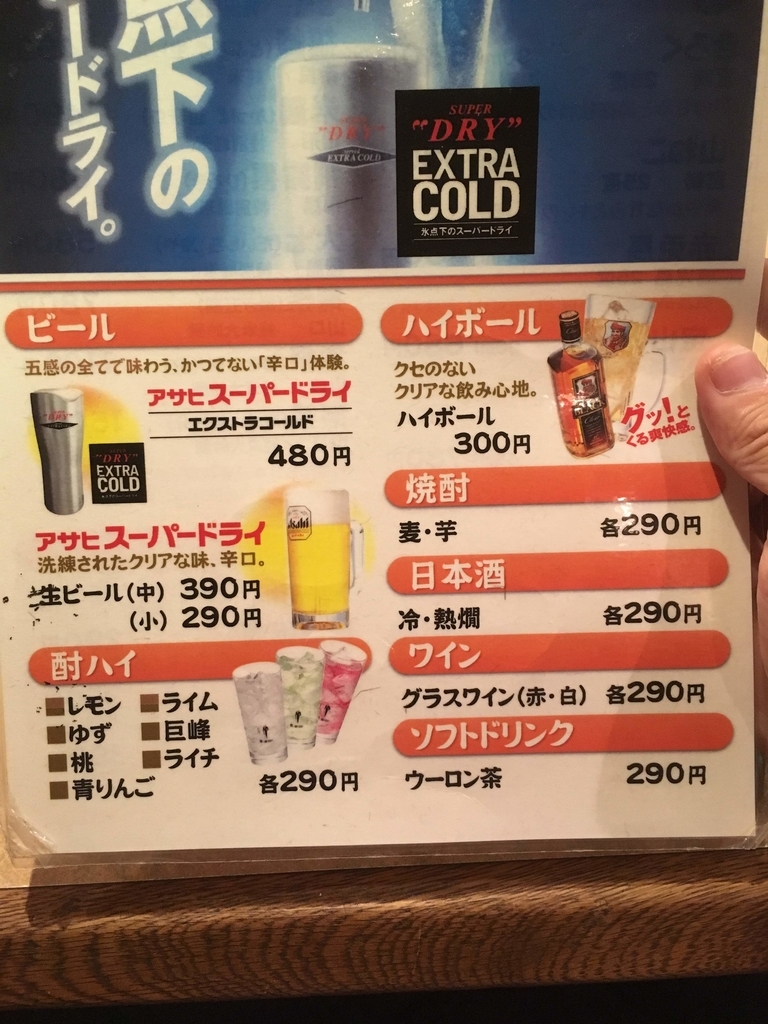 点下の
ードライ。
SUPER
"DRY"
EXTRA COLD
SUPER
"DRY"
EXTRA
COLD
氷点下のスーパードライ
ビール
五感の全てで味わう、かつてない「辛口」体験。
アサヒ スーパードライ
エクストラコールド
480円
"DRY"
EXTRA
COLD
アサヒ スーパードライ
洗練されたクリアな味、辛口。
生ビール(中) 390円
(小) 290円
Asahi
酎ハイ
レモン
ライム
ゆず
巨峰
桃
ライチ
青りんご
各290円
ハイボール
クセのない
クリアな飲み心地。
ハイボール
300円
グッ!と
くる爽快感。
焼酎
麦・芋 各290円
日本酒
冷・熱燗 各290円
ワイン
グラスワイン(赤・白) 各290円
ソフトドリンク
ウーロン茶 290円